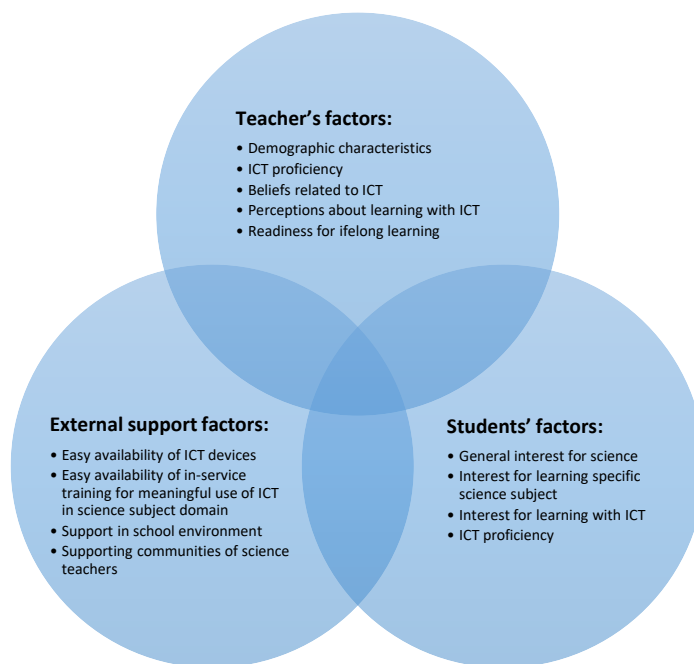 Teacher's factors:
• Demographic characteristics
• ICT proficiency
• Beliefs related to ICT
• Perceptions about learning with ICT
• Readiness for ifelong learning
External support factors:
• Easy availability of ICT devices
• Easy availability of in-service
training for meaningful use of ICT
in science subject domain
• Support in school environment
• Supporting communities of science
teachers
Students' factors:
• General interest for science
• Interest for learning specific
science subject
• Interest for learning with ICT
• ICT proficiency